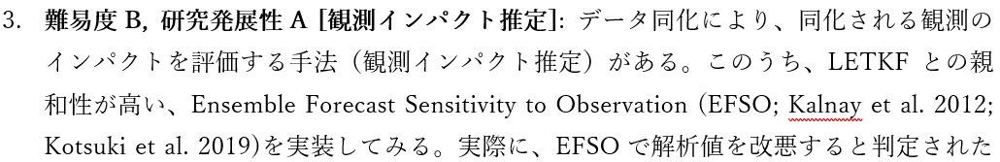 3. 難易度 B, 研究発展性 A [観測インパクト推定]: データ同化により、同化される観測の
インパクトを評価する手法（観測インパクト推定）がある。このうち、LETKF との親
和性が高い、Ensemble Forecast Sensitivity to Observation (EFSO; Kalnay et al. 2012;
Kotsuki et al. 2019)を実装してみる。実際に、EFSO で解析値を改悪すると判定された